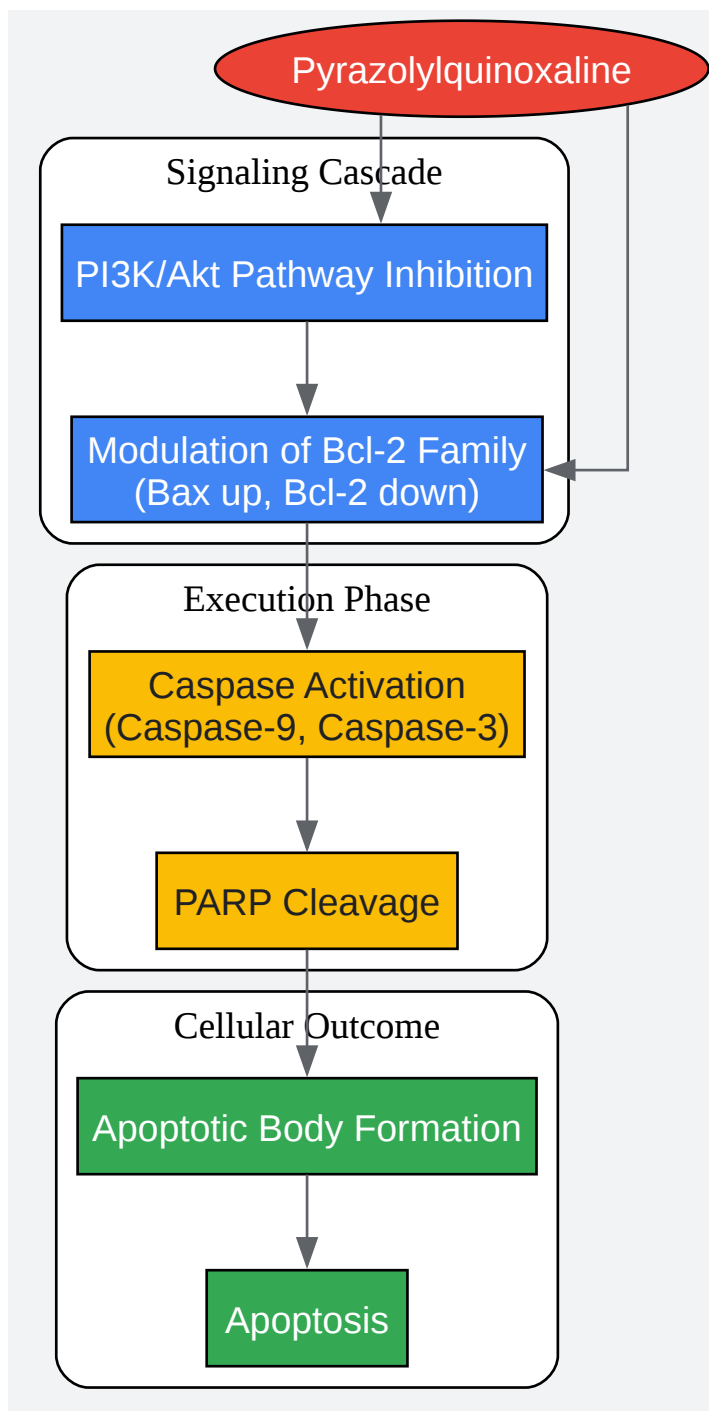 Pyrazolylquinoxaline
Signaling Cascade
PI3K/Akt Pathway Inhibition
Modulation of Bcl-2 Family
(Bax up, Bcl-2 down)
Execution Phase
Caspase Activation
(Caspase-9, Caspase-3)
PARP Cleavage
Cellular Outcome
Apoptotic Body Formation
Apoptosis